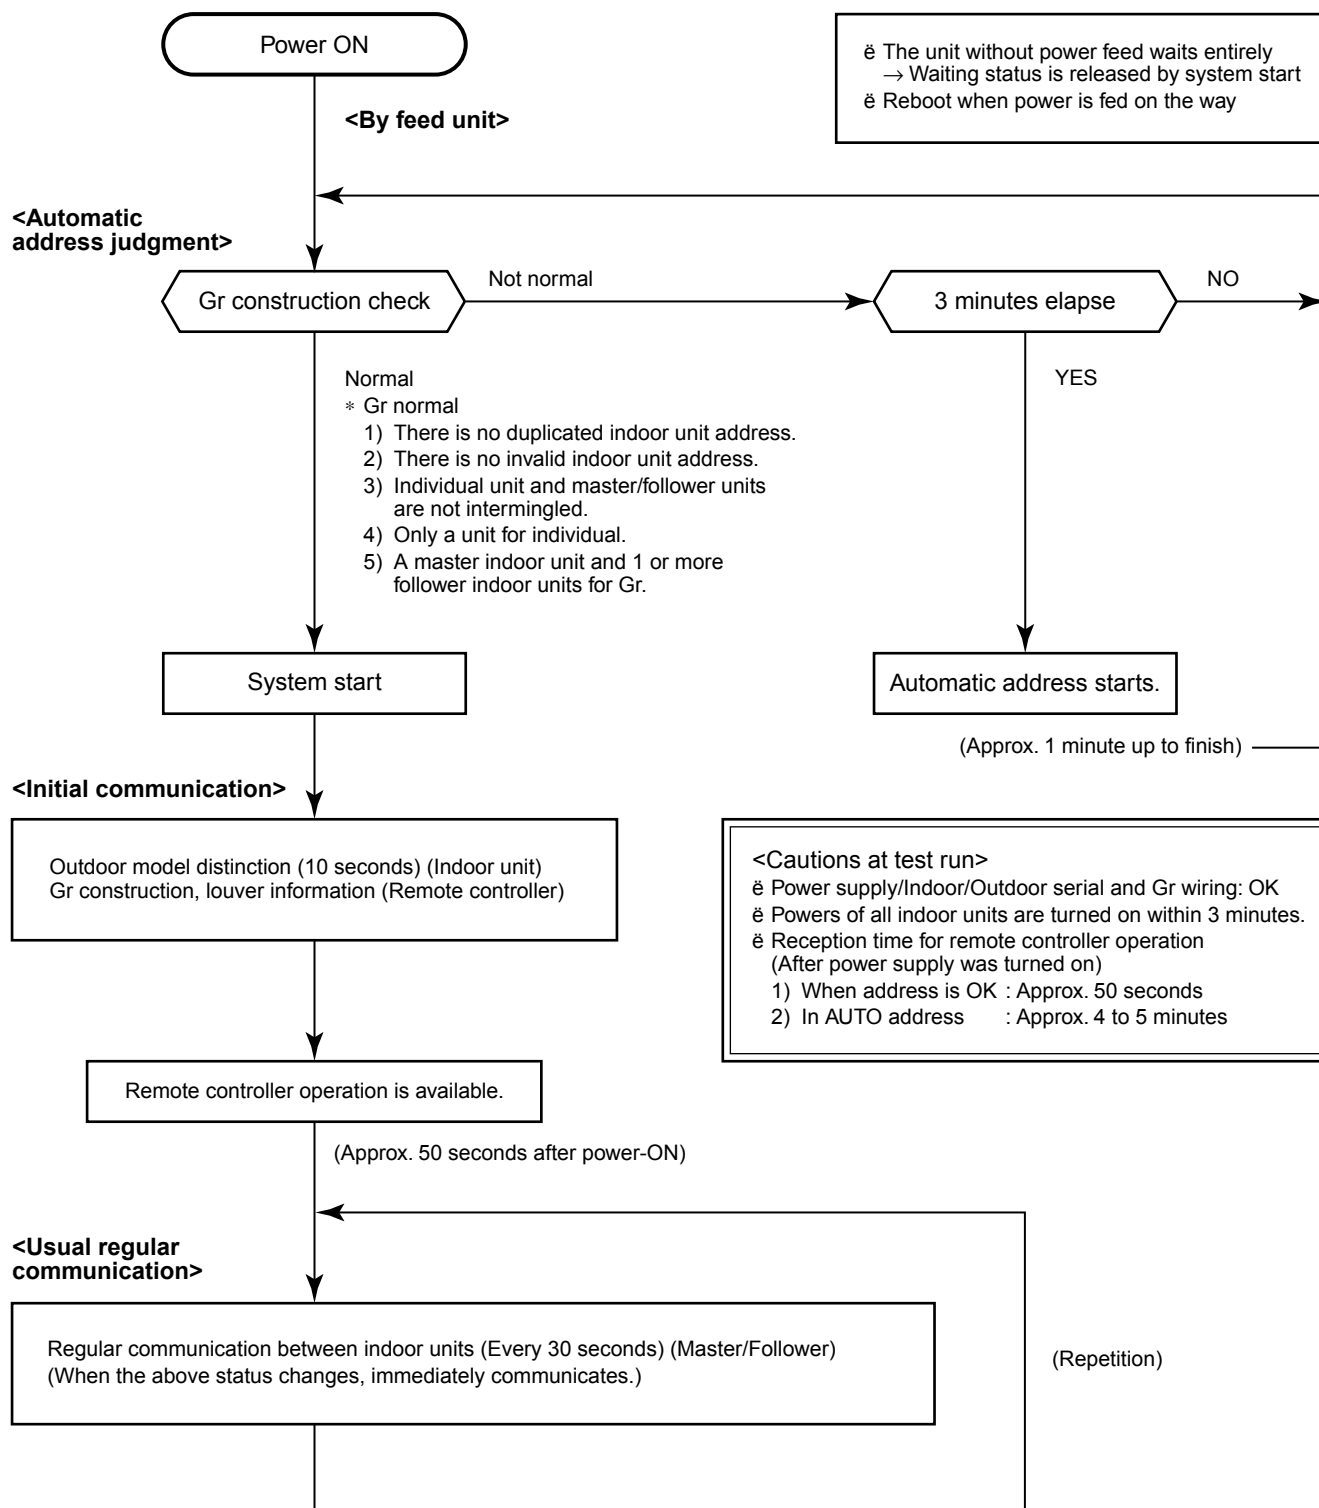 Power ON
ë The unit without power feed waits entirely
→ Waiting status is released by system start
ë Reboot when power is fed on the way
<By feed unit>
<Automatic
address judgment>
Gr construction check
Not normal
3 minutes elapse
NO
Normal
* Gr normal
1) There is no duplicated indoor unit address.
2) There is no invalid indoor unit address.
3) Individual unit and master/follower units
are not intermingled.
4) Only a unit for individual.
5) A master indoor unit and 1 or more
follower indoor units for Gr.
YES
System start
Automatic address starts.
(Approx. 1 minute up to finish)
<Initial communication>
Outdoor model distinction (10 seconds) (Indoor unit)
Gr construction, louver information (Remote controller)
<Cautions at test run>
ë Power supply/Indoor/Outdoor serial and Gr wiring: OK
ë Powers of all indoor units are turned on within 3 minutes.
ë Reception time for remote controller operation
(After power supply was turned on)
1) When address is OK : Approx. 50 seconds
2) In AUTO address : Approx. 4 to 5 minutes
Remote controller operation is available.
(Approx. 50 seconds after power-ON)
<Usual regular
communication>
Regular communication between indoor units (Every 30 seconds) (Master/Follower)
(When the above status changes, immediately communicates.)
(Repetition)